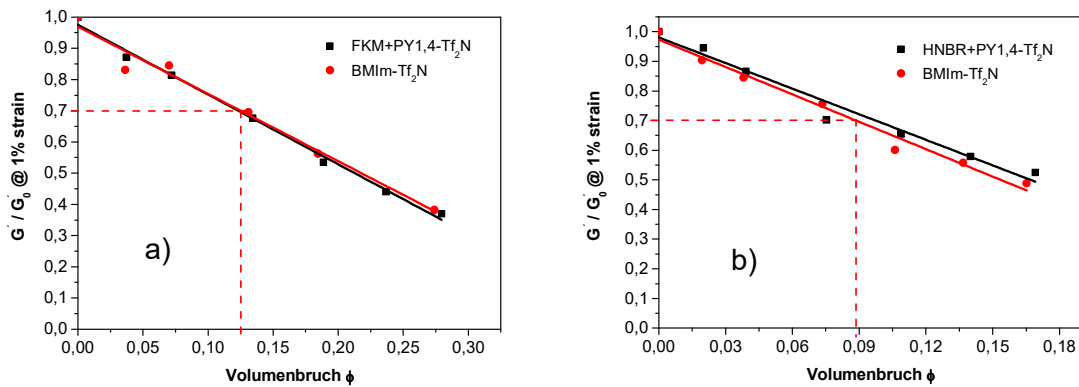 G´/ G´0 @ 1% strain
1,0
0,9
0,8
0,7
0,6
0,5
0,4
0,3
0,2
0,1
0,0
FKM+PY1,4-Tf2N
BMIm-Tf2N
a)
0,00 0,05 0,10 0,15 0,20 0,25 0,30
Volumenbruch ϕ
G´/ G´0 @ 1% strain
1,0
0,9
0,8
0,7
0,6
0,5
0,4
0,3
0,2
0,1
0,0
HNBR+PY1,4-Tf2N
BMIm-Tf2N
b)
0,00 0,03 0,06 0,09 0,12 0,15 0,18
Volumenbruch ϕ